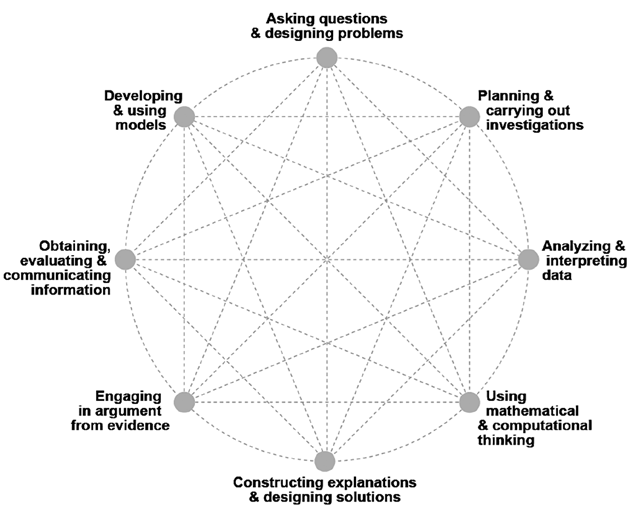 Asking questions
& designing problems
Developing
& using
models
Planning &
carrying out
investigations
Obtaining,
evaluating &
communicating
information
Analyzing &
interpreting
data
Engaging
in argument
from evidence
Using
mathematical
& computational
thinking
Constructing explanations
& designing solutions